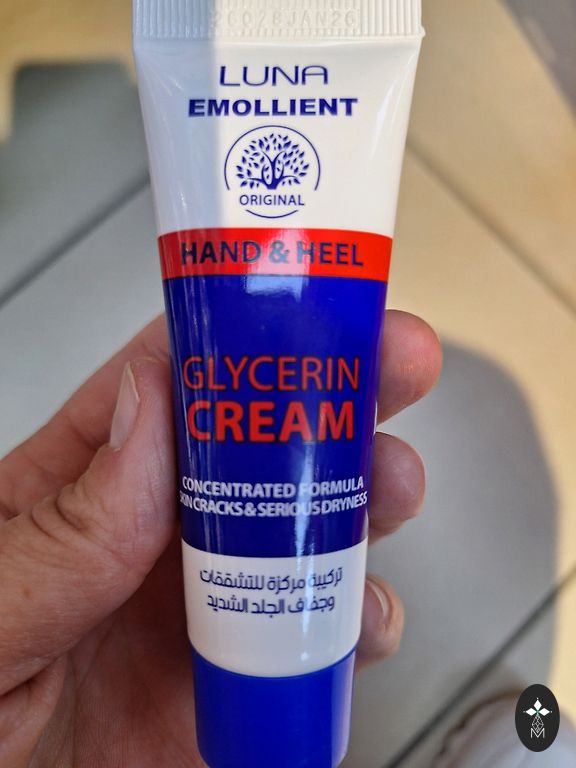 LUNA
EMOLLIENT
ORIGINAL
HAND & HEEL
GLYCERIN
CREAM
CONCENTRATED FORMULA
SKIN CRACKS & SERIOUS DRYNESS
تركيبة مركزة للتشققات
وجفاف الجلد الشديد